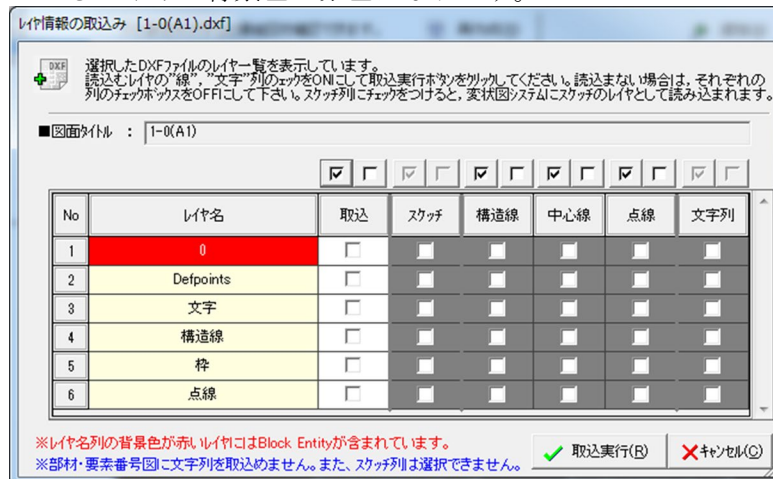 ﾚｲﾔ情報の取込み [1-0(A1).dxf]
DXF
選択したDXFﾌｧｲﾙのﾚｲﾔ一覧を表示しています。
読込むﾚｲﾔの"線", "文字"列のｪｯｸをONにして取込実行ﾎﾞﾀﾝをｸﾘｯｸしてください。読込まない場合は, それぞれの
列のﾁｪｯｸﾎﾞｯｸｽをOFFにして下さい。ｽｹｯﾁ列にﾁｪｯｸをつけると, 変状図ｼｽﾃﾑにｽｹｯﾁのﾚｲﾔとして読み込まれます。
■図面ﾀｲﾄﾙ : 1-0(A1)
No ﾚｲﾔ名 取込 ｽｹｯﾁ 構造線 中心線 点線 文字列
1 0
2 Defpoints
3 文字
4 構造線
5 枠
6 点線
※ﾚｲﾔ名列の背景色が赤いﾚｲﾔにはBlock Entityが含まれています。
※部材・要素番号図に文字列を取込めません。また、ｽｹｯﾁ列は選択できません。
取込実行(R) ｷｬﾝｾﾙ(C)